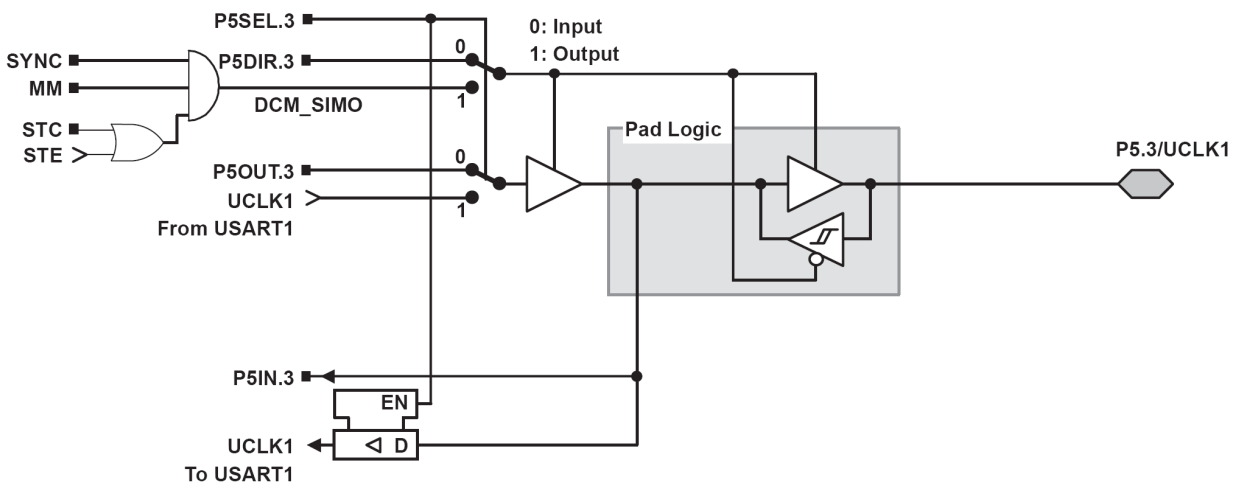 P5SEL.3
0: Input
1: Output
SYNC
P5DIR.3
0
MM
DCM_SIMO
1
STC
STE
Pad Logic
P5.3/UCLK1
P5OUT.3
0
UCLK1
1
From USART1
P5IN.3
EN
UCLK1
D
To USART1